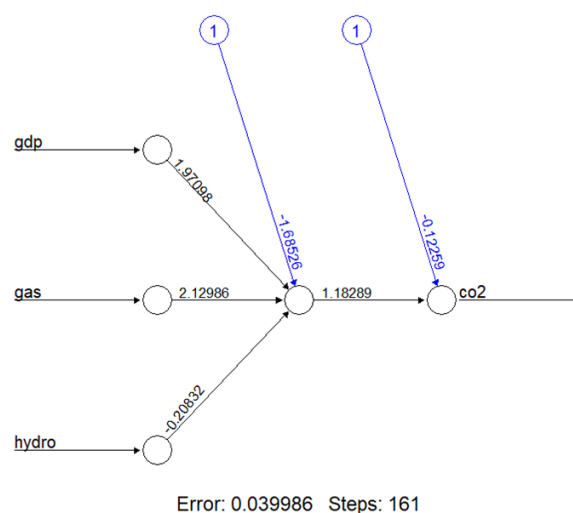 1 1
gdp
1.97098
-1.68526
-0.12259
gas
2.12986
1.18289
co2
-0.20832
hydro
Error: 0.039986 Steps: 161